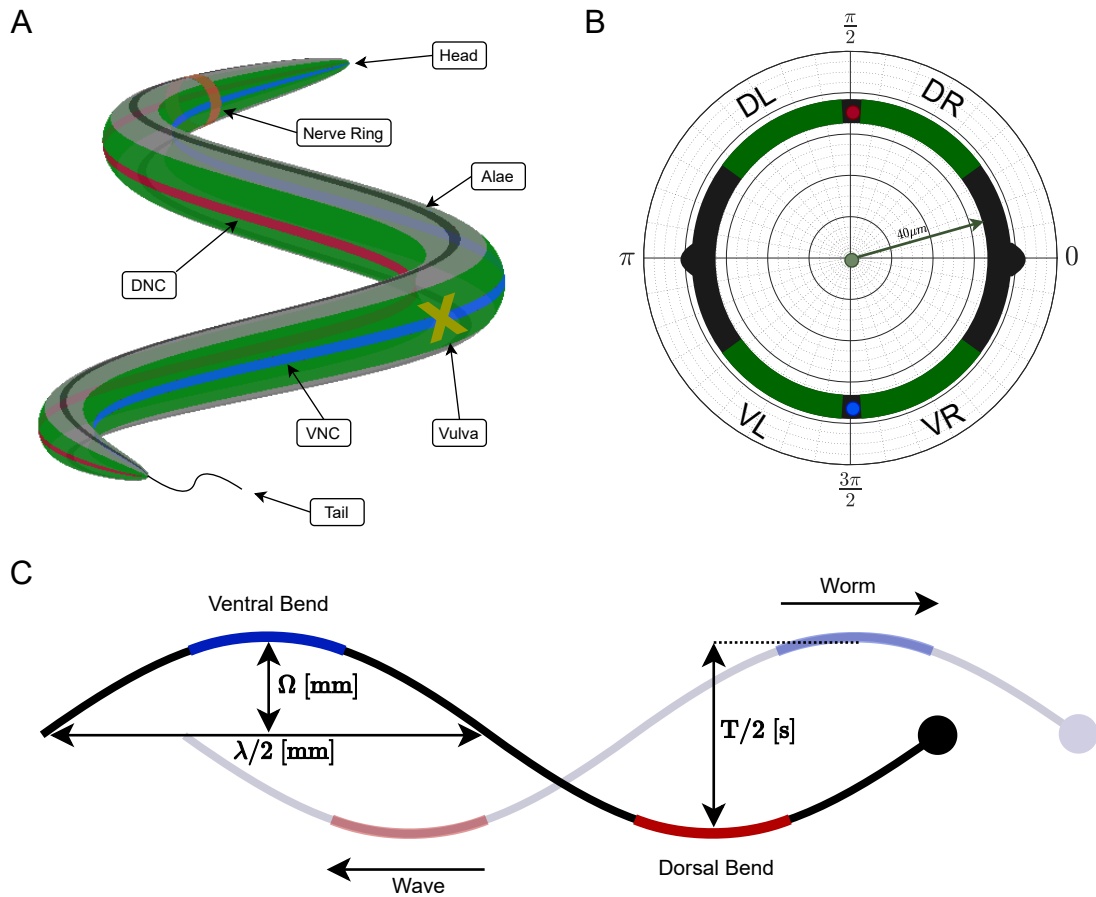 A
Head
Nerve Ring
Alae
DNC
VNC
Vulva
Tail
B
π/2
DL
DR
40μm
π
0
VL
VR
3π/2
C
Ventral Bend
Worm
Ω [mm]
λ/2 [mm]
T/2 [s]
Dorsal Bend
Wave